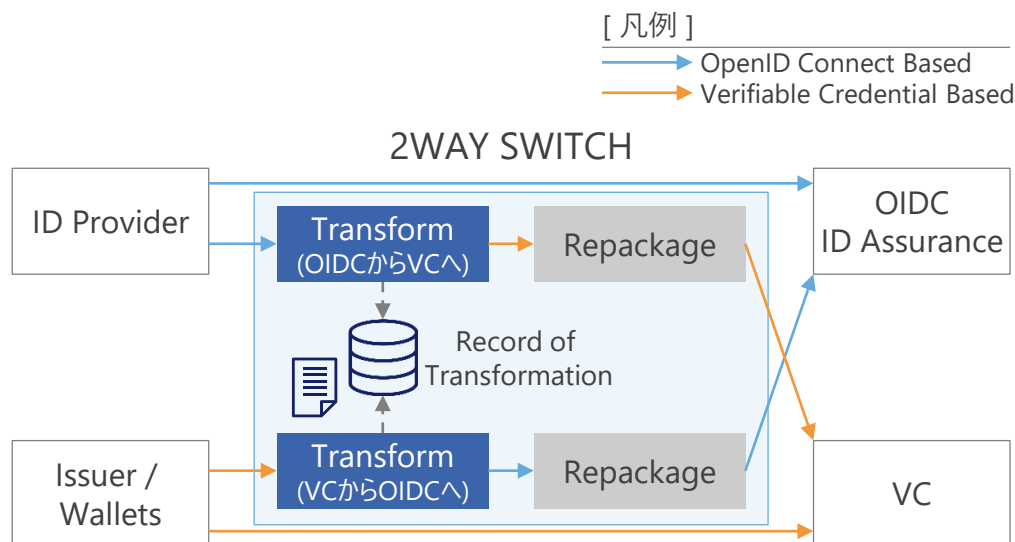 [ 凡例 ]
OpenID Connect Based
Verifiable Credential Based
2WAY SWITCH
ID Provider
Transform
(OIDCからVCへ)
Repackage
OIDC
ID Assurance
Record of
Transformation
Issuer /
Wallets
Transform
(VCからOIDCへ)
Repackage
VC